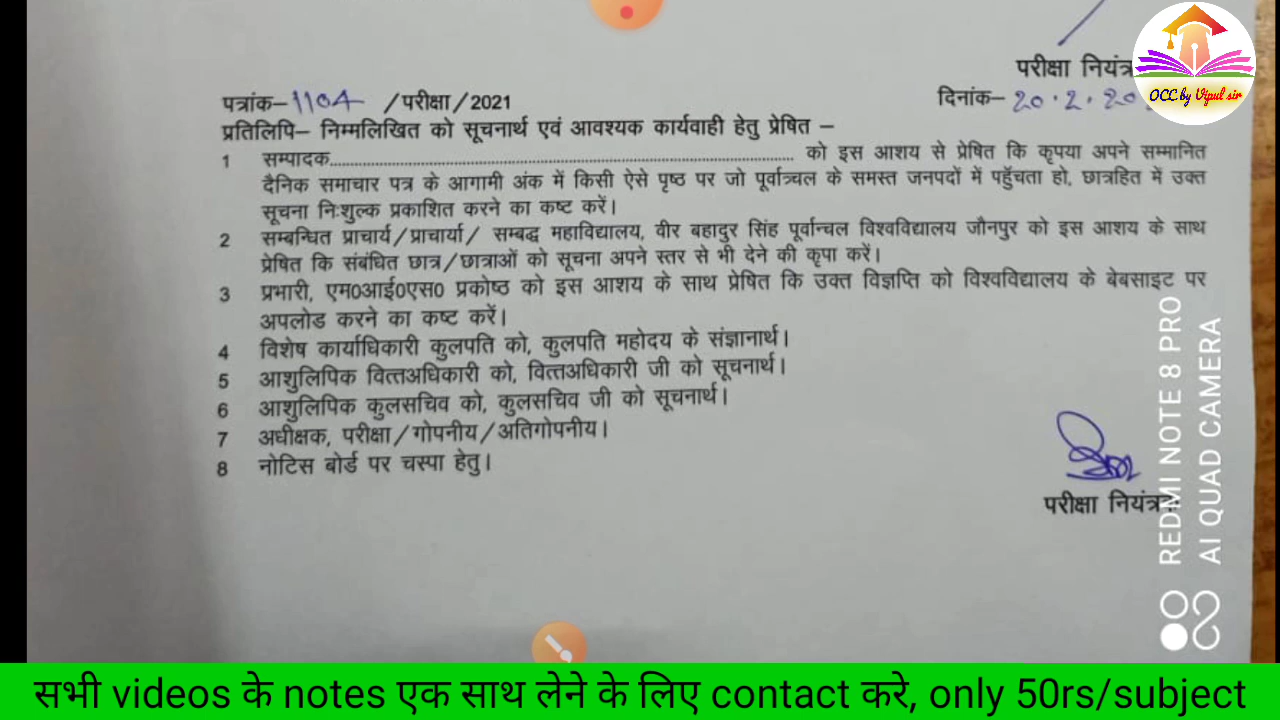 परीक्षा नियंत्र
OCC by Vipul sir
पत्रांक– 1104 /परीक्षा/2021
दिनांक– 20.2.20
प्रतिलिपि– निम्मलिखित को सूचनार्थ एवं आवश्यक कार्यवाही हेतु प्रेषित –
1 सम्पादक........................................ को इस आशय से प्रेषित कि कृपया अपने सम्मानित
दैनिक समाचार पत्र के आगामी अंक में किसी ऐसे पृष्ठ पर जो पूर्वाञ्चल के समस्त जनपदों में पहुँचता हो, छात्रहित में उक्त
सूचना निःशुल्क प्रकाशित करने का कष्ट करें।
2 सम्बन्धित प्राचार्य/प्राचार्या/ सम्बद्ध महाविद्यालय, वीर बहादुर सिंह पूर्वान्चल विश्वविद्यालय जौनपुर को इस आशय के साथ
प्रेषित कि संबंधित छात्र/छात्राओं को सूचना अपने स्तर से भी देने की कृपा करें।
3 प्रभारी, एम0आई0एस0 प्रकोष्ठ को इस आशय के साथ प्रेषित कि उक्त विज्ञप्ति को विश्वविद्यालय के बेबसाइट पर
अपलोड करने का कष्ट करें।
4 विशेष कार्याधिकारी कुलपति को, कुलपति महोदय के संज्ञानार्थ।
5 आशुलिपिक वित्तअधिकारी को, वित्तअधिकारी जी को सूचनार्थ।
6 आशुलिपिक कुलसचिव को, कुलसचिव जी को सूचनार्थ।
7 अधीक्षक, परीक्षा/गोपनीय/अतिगोपनीय।
8 नोटिस बोर्ड पर चस्पा हेतु।
परीक्षा नियंत्रक
REDMI NOTE 8 PRO
AI QUAD CAMERA
सभी videos के notes एक साथ लेने के लिए contact करे, only 50rs/subject